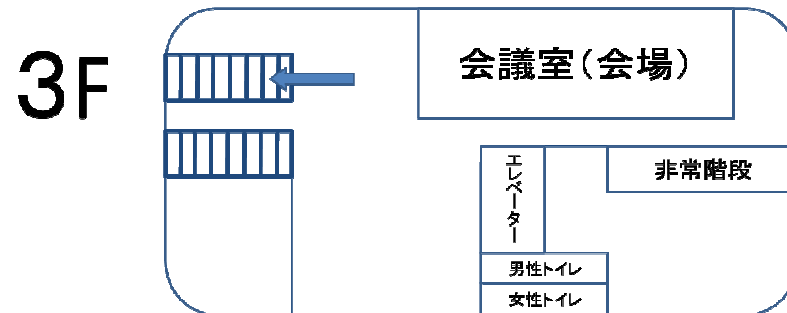 3F
会議室(会場)
エレベーター
非常階段
男性トイレ
女性トイレ